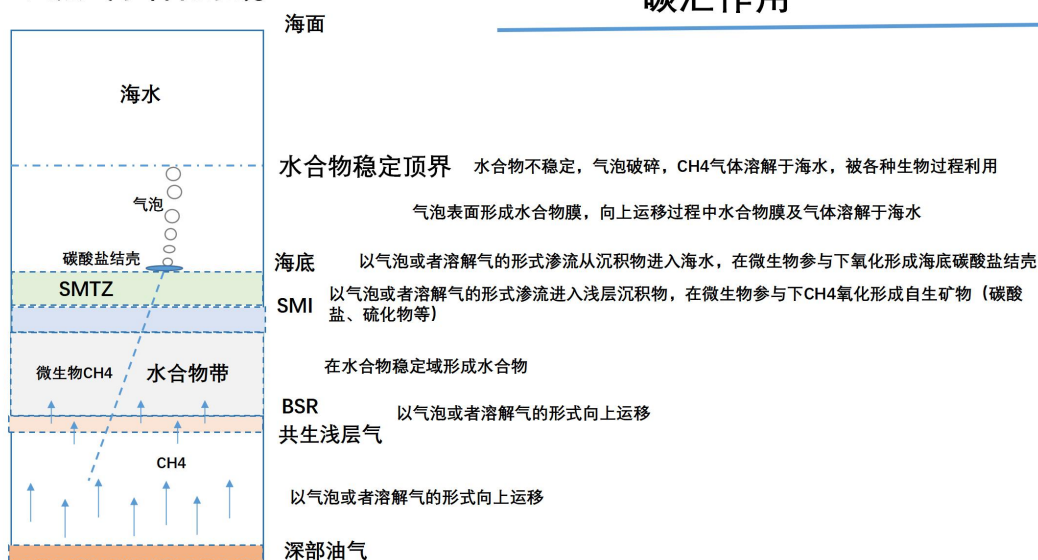 碳汇作用
海面
海水
水合物稳定顶界
水合物不稳定，气泡破碎，CH4气体溶解于海水，被各种生物过程利用
气泡
气泡表面形成水合物膜，向上运移过程中水合物膜及气体溶解于海水
碳酸盐结壳
海底
以气泡或者溶解气的形式渗流从沉积物进入海水，在微生物参与下氧化形成海底碳酸盐结壳
SMTZ
SMI
以气泡或者溶解气的形式渗流进入浅层沉积物，在微生物参与下CH4氧化形成自生矿物（碳酸
盐、硫化物等）
微生物CH4
水合物带
在水合物稳定域形成水合物
BSR
以气泡或者溶解气的形式向上运移
共生浅层气
CH4
以气泡或者溶解气的形式向上运移
深部油气